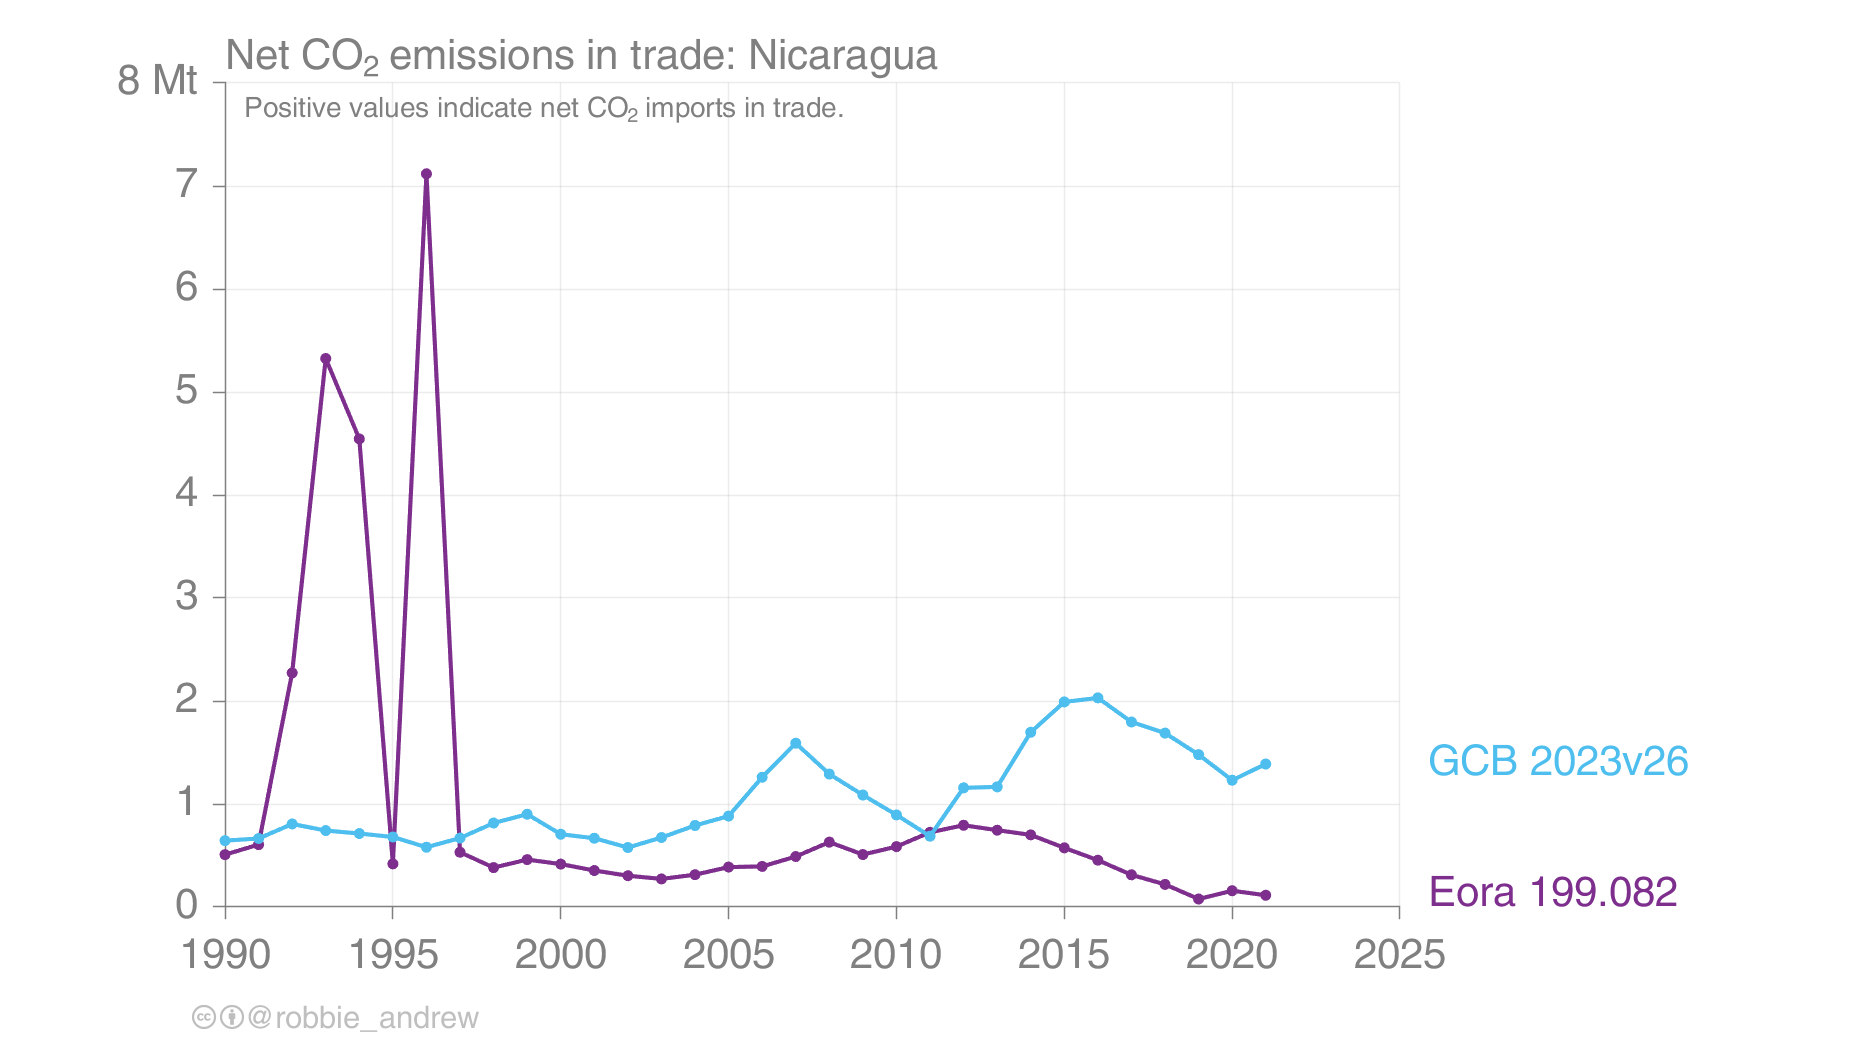 Net CO₂ emissions in trade: Nicaragua
8 Mt
Positive values indicate net CO₂ imports in trade.
7
6
5
4
3
2
1
0
GCB 2023v26
Eora 199.082
1990 1995 2000 2005 2010 2015 2020 2025
@robbie_andrew